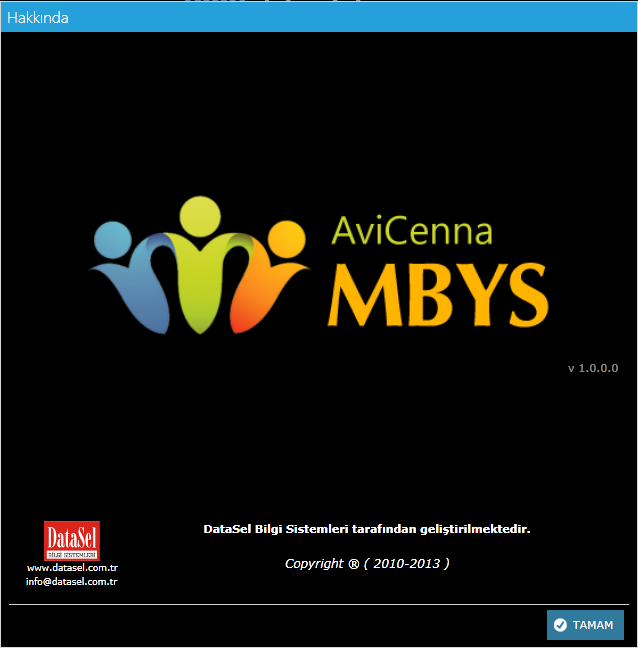 Hakkında
AviCenna
MBYS
v 1.0.0.0
DataSel
BİLGİ SİSTEMLERİ
www.datasel.com.tr
info@datasel.com.tr
DataSel Bilgi Sistemleri tarafından geliştirilmektedir.
Copyright ® ( 2010-2013 )
TAMAM